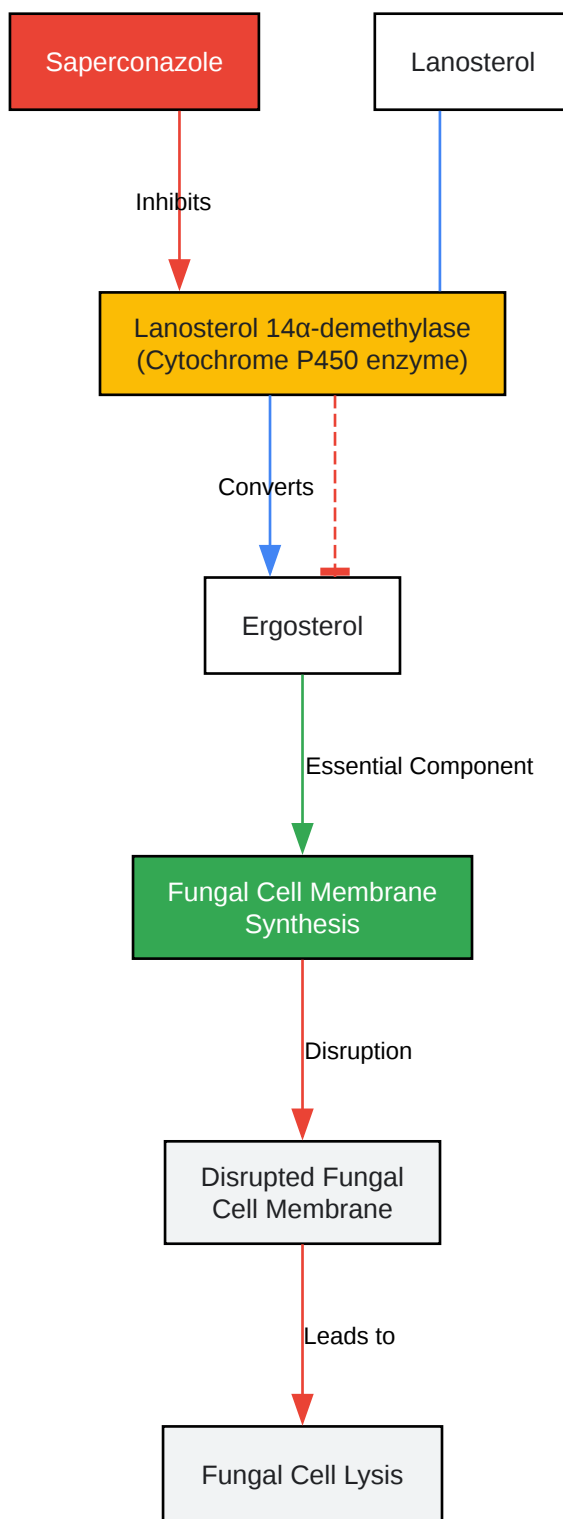 Saperconazole
Lanosterol
Inhibits
Lanosterol 14α-demethylase
(Cytochrome P450 enzyme)
Converts
Ergosterol
Essential Component
Fungal Cell Membrane
Synthesis
Disruption
Disrupted Fungal
Cell Membrane
Leads to
Fungal Cell Lysis